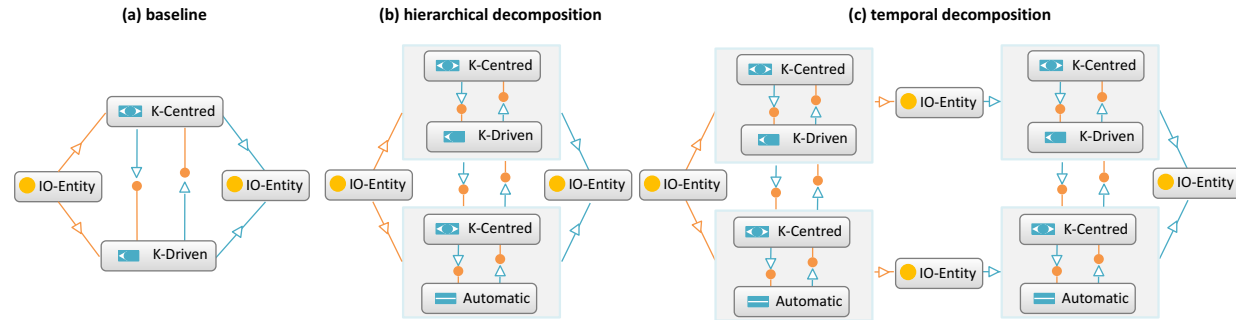 (a) baseline
(b) hierarchical decomposition
(c) temporal decomposition
K-Centred
IO-Entity
IO-Entity
K-Driven
K-Centred
K-Driven
IO-Entity
IO-Entity
K-Centred
Automatic
K-Centred
K-Driven
IO-Entity
IO-Entity
K-Centred
Automatic
IO-Entity
K-Centred
K-Driven
IO-Entity
K-Centred
Automatic